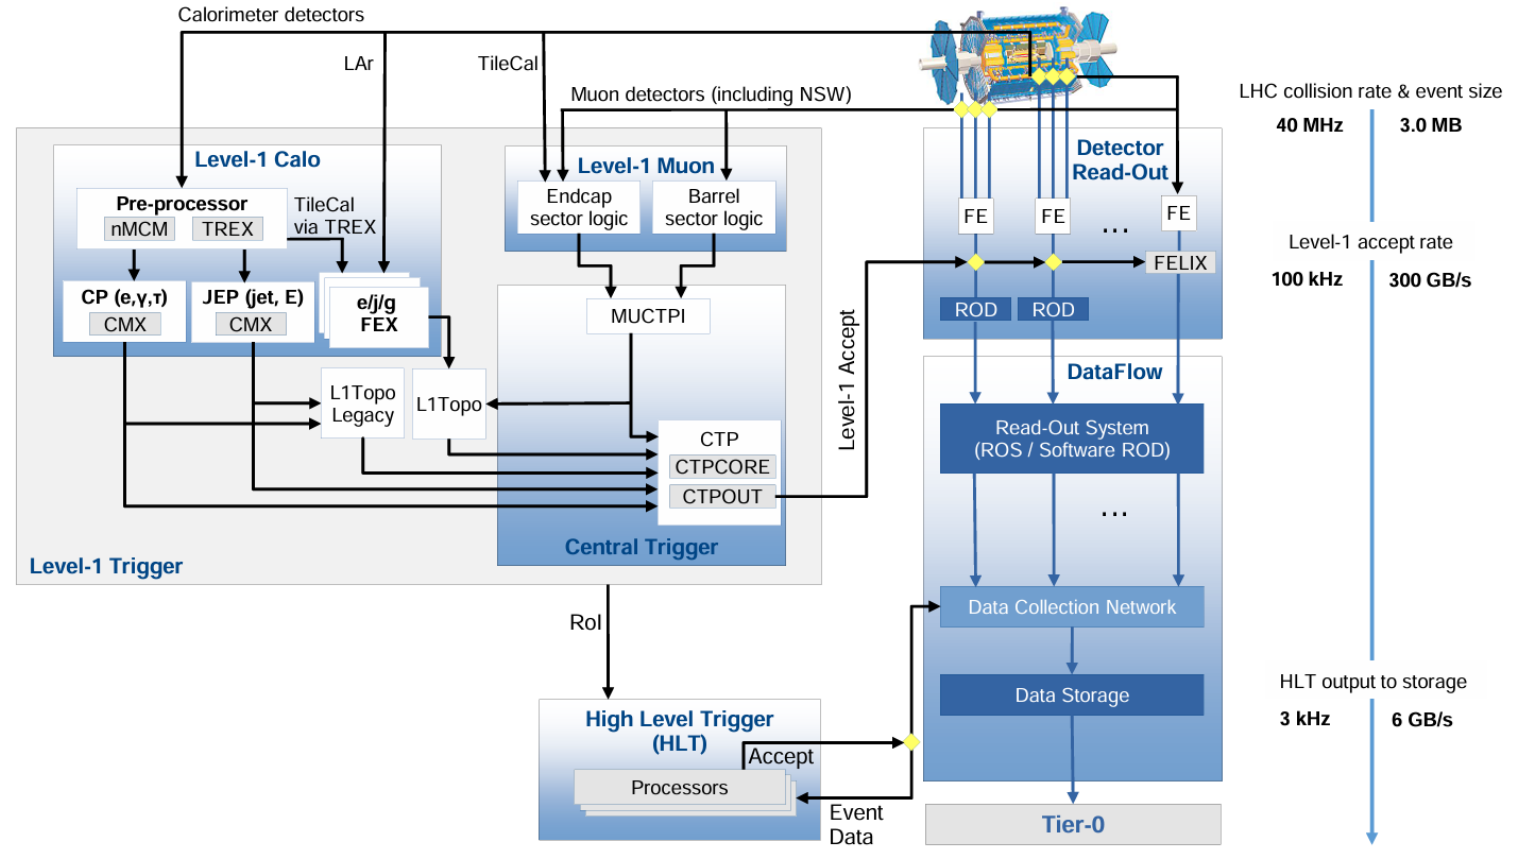 Calorimeter detectors
LAr
TileCal
Muon detectors (including NSW)
LHC collision rate & event size
40 MHz
3.0 MB
Level-1 Calo
Pre-processor
nMCM
TREX
TileCal
via TREX
CP (e,γ,τ)
CMX
JEP (jet, E)
CMX
e/j/g
FEX
Level-1 Muon
Endcap
sector logic
Barrel
sector logic
MUCTPI
L1Topo
Legacy
L1Topo
CTP
CTPCORE
CTPOUT
Central Trigger
Level-1 Trigger
Level-1 Accept
Detector
Read-Out
FE
FE
...
FE
FELIX
ROD
ROD
Level-1 accept rate
100 kHz
300 GB/s
DataFlow
Read-Out System
(ROS / Software ROD)
...
Data Collection Network
Data Storage
Tier-0
RoI
High Level Trigger
(HLT)
Accept
Processors
Event
Data
HLT output to storage
3 kHz
6 GB/s